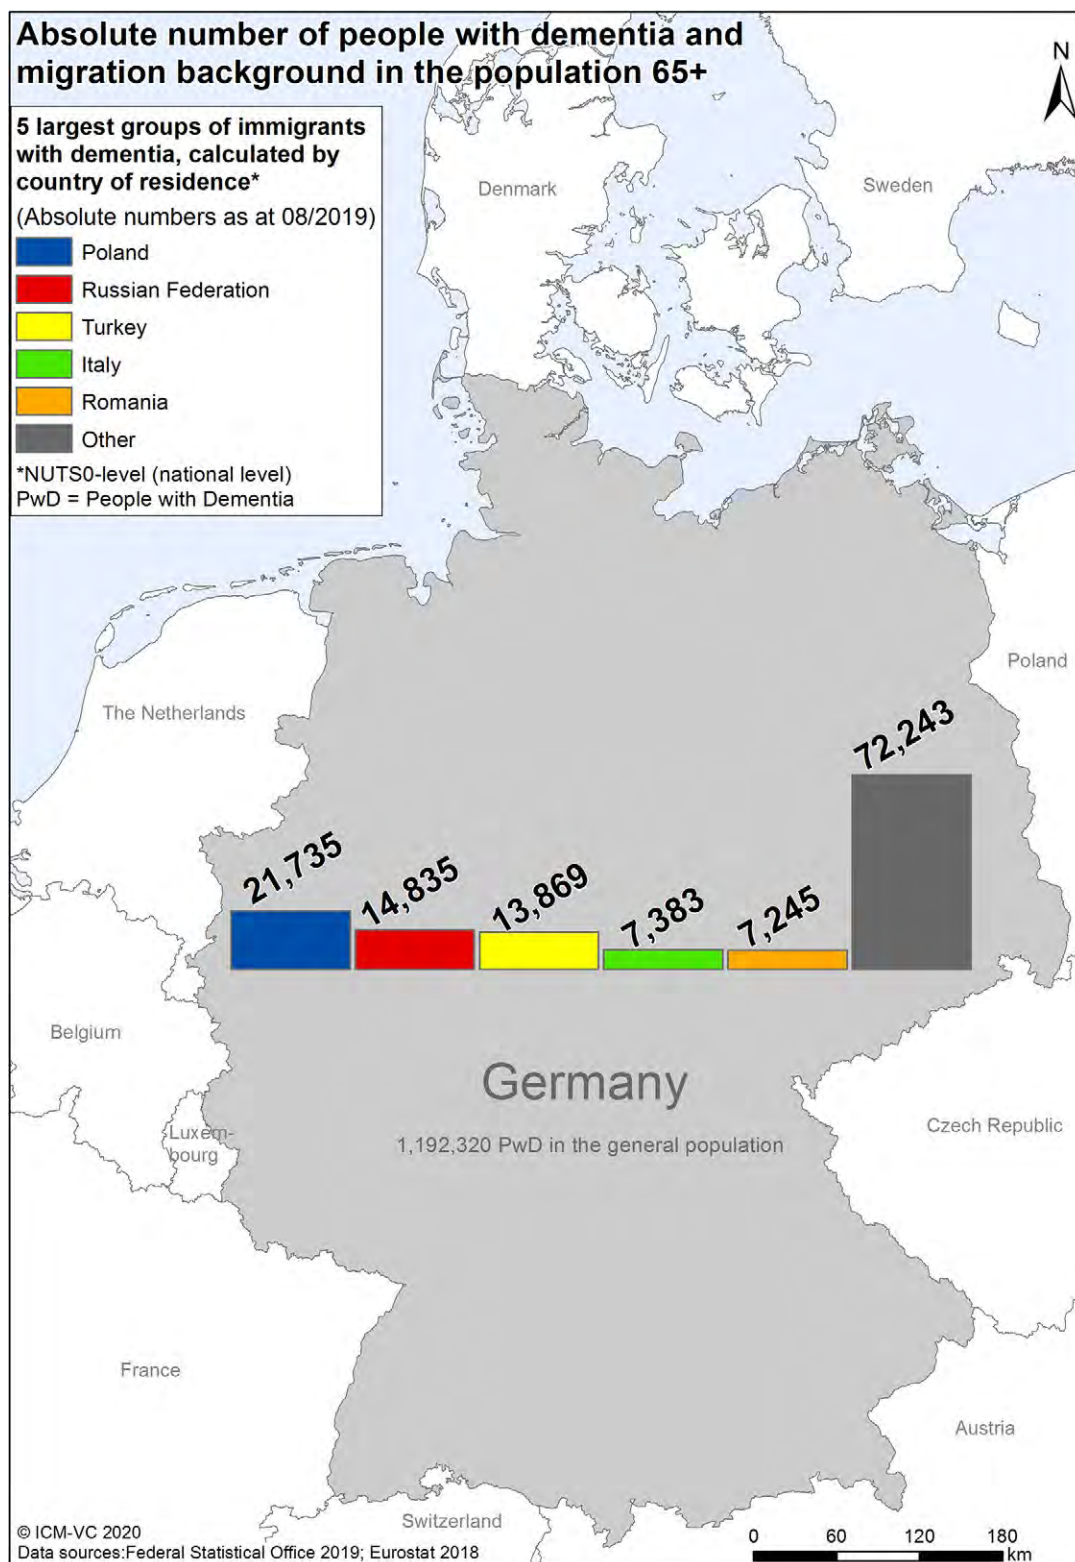 Absolute number of people with dementia and
migration background in the population 65+
N
5 largest groups of immigrants
with dementia, calculated by
country of residence*
(Absolute numbers as at 08/2019)
Poland
Russian Federation
Turkey
Italy
Romania
Other
*NUTS0-level (national level)
PwD = People with Dementia
Denmark
Sweden
The Netherlands
Poland
72,243
21,735
14,835
13,869
7,383
7,245
Belgium
Germany
1,192,320 PwD in the general population
Luxem-
bourg
Czech Republic
France
Austria
Switzerland
© ICM-VC 2020
Data sources:Federal Statistical Office 2019; Eurostat 2018
0 60 120 180
km